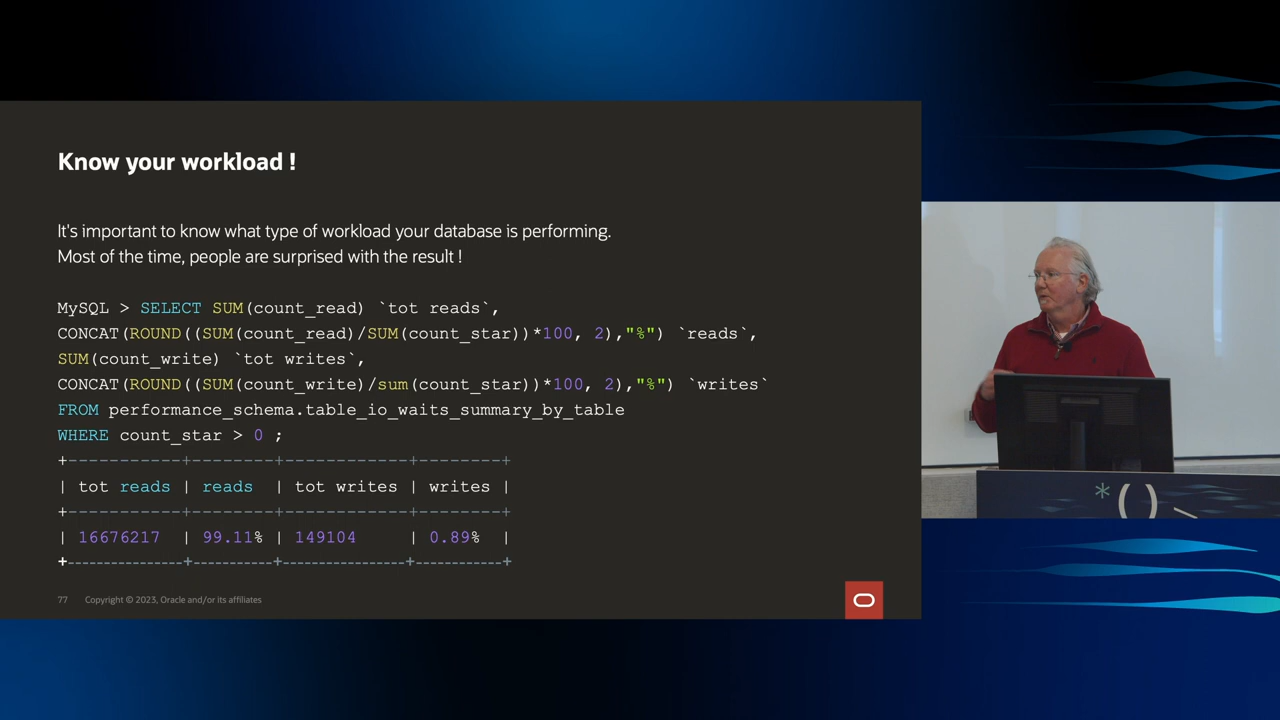 Know your workload !
It's important to know what type of workload your database is performing.
Most of the time, people are surprised with the result !
MySQL > SELECT SUM(count_read) `tot reads`,
CONCAT(ROUND((SUM(count_read)/SUM(count_star))*100, 2),"%") `reads`,
SUM(count_write) `tot writes`,
CONCAT(ROUND((SUM(count_write)/sum(count_star))*100, 2),"%") `writes`
FROM performance_schema.table_io_waits_summary_by_table
WHERE count_star > 0 ;
+-----------+--------+------------+--------+
| tot reads | reads | tot writes | writes |
+-----------+--------+------------+--------+
| 16676217 | 99.11% | 149104 | 0.89% |
+----------------+-----------+-----------------+------------+
77 Copyright © 2023, Oracle and/or its affiliates
*()~